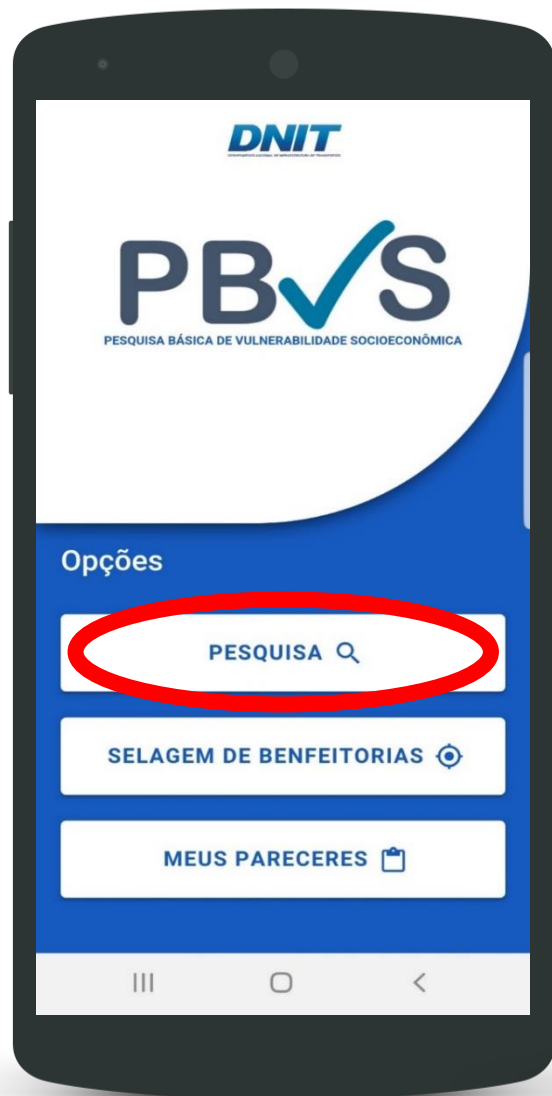 DNIT
PBVS
PESQUISA BÁSICA DE VULNERABILIDADE SOCIOECONÔMICA
Opções
PESQUISA
SELAGEM DE BENFEITORIAS
MEUS PARECERES